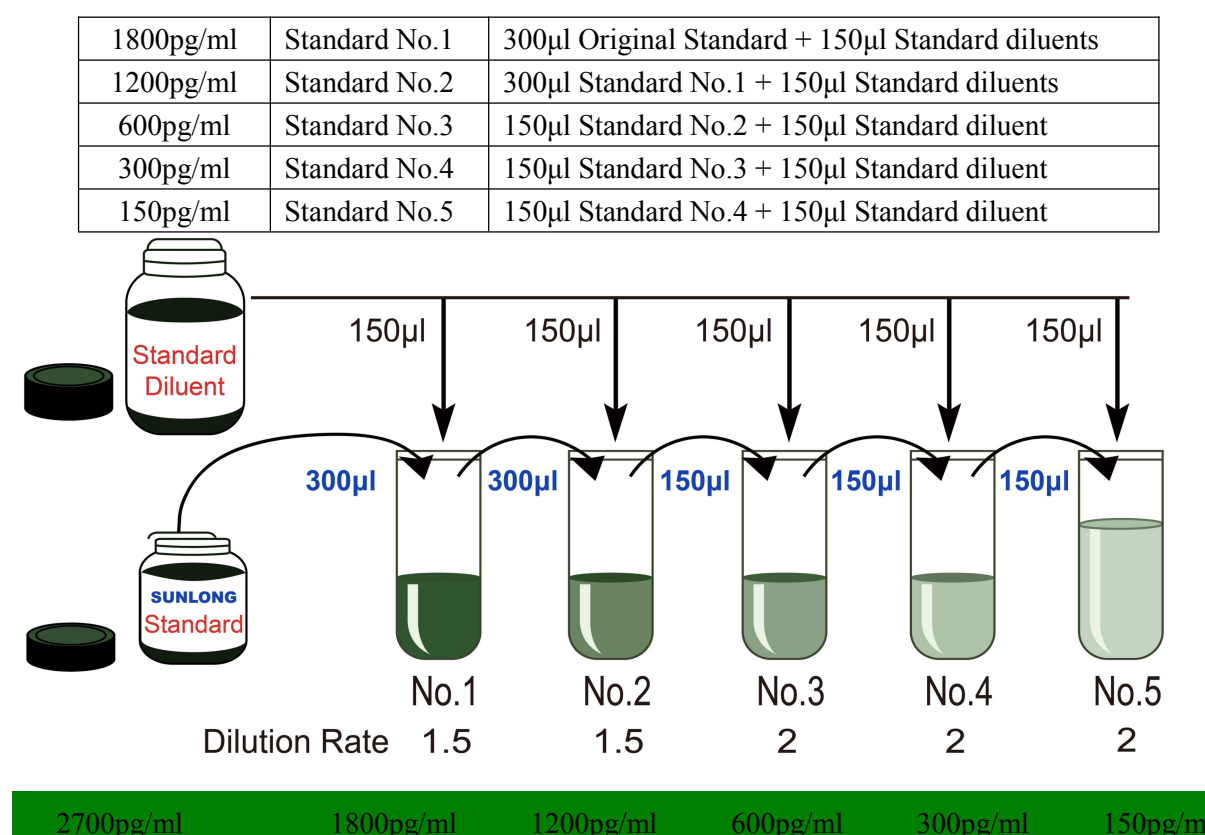 1800pg/ml Standard No.1 300μl Original Standard + 150μl Standard diluents
1200pg/ml Standard No.2 300μl Standard No.1 + 150μl Standard diluents
600pg/ml Standard No.3 150μl Standard No.2 + 150μl Standard diluent
300pg/ml Standard No.4 150μl Standard No.3 + 150μl Standard diluent
150pg/ml Standard No.5 150μl Standard No.4 + 150μl Standard diluent
150μl 150μl 150μl 150μl 150μl
Standard
Diluent
300μl 300μl 150μl 150μl 150μl
SUNLONG
Standard
No.1 No.2 No.3 No.4 No.5
Dilution Rate 1.5 1.5 2 2 2
2700pg/ml 1800pg/ml 1200pg/ml 600pg/ml 300pg/ml 150pg/m